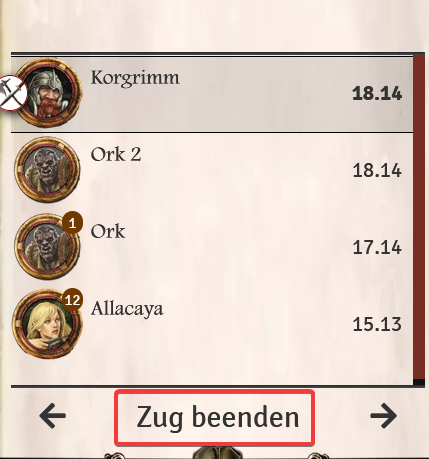 Korgrimm
18.14
Ork 2
18.14
1
Ork
17.14
12
Allacaya
15.13
Zug beenden